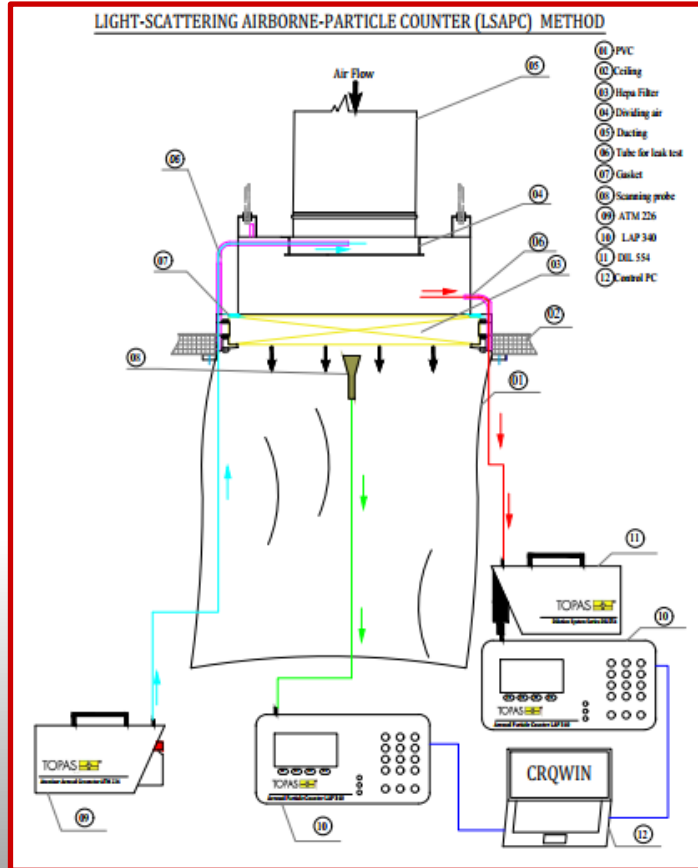 LIGHT-SCATTERING AIRBORNE-PARTICLE COUNTER (LSAPC) METHOD
01 PVC
02 Ceiling
03 Hepa Filter
04 Dividing air
05 Ducting
06 Tube for leak test
07 Gasket
08 Scanning probe
09 ATM 226
10 LAP 340
11 DIL 554
12 Control PC
Air Flow
05
06
04
07
06
03
02
08
01
11
TOPAS
10
TOPAS
TOPAS
TOPAS
CRQWIN
09
10
12